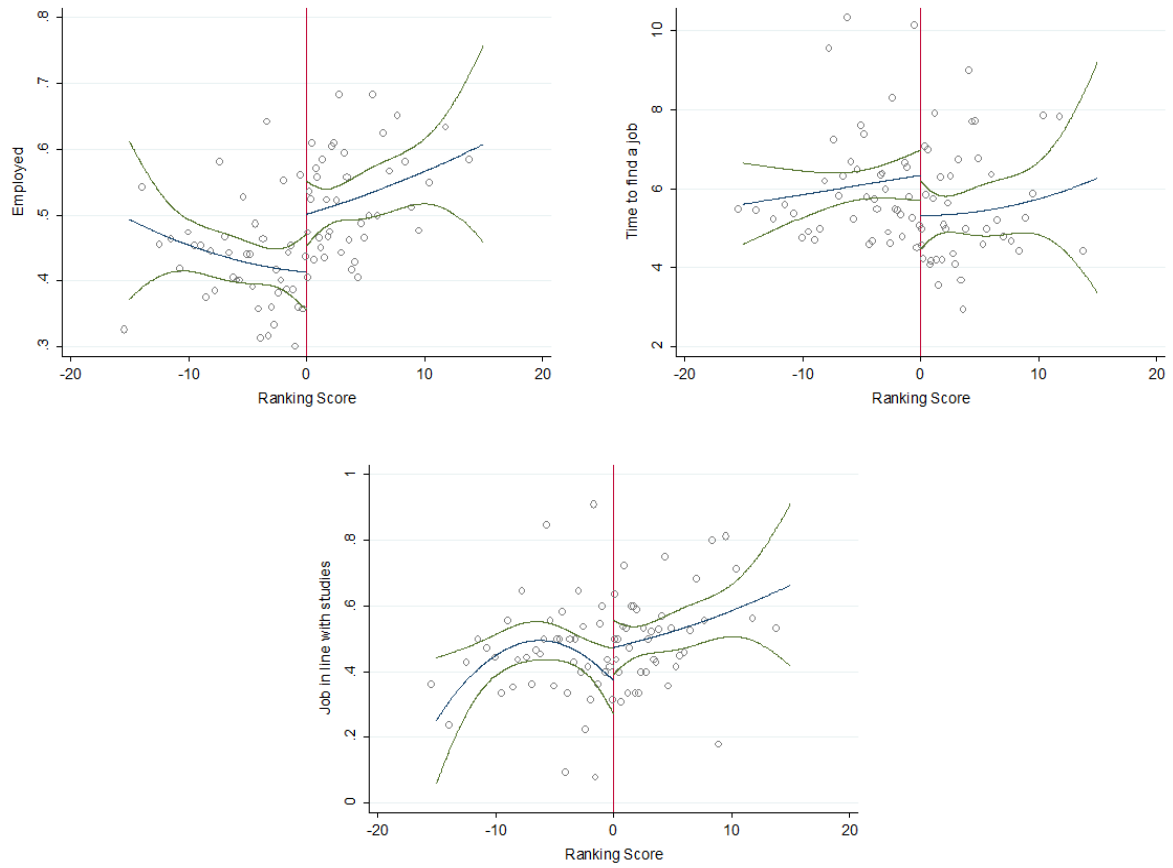 Employed
.8
.7
.6
.5
.4
.3
-20 -10 0 10 20
Ranking Score
Time to find a job
10
8
6
4
2
-20 -10 0 10 20
Ranking Score
Job in line with studies
1
.8
.6
.4
.2
0
-20 -10 0 10 20
Ranking Score